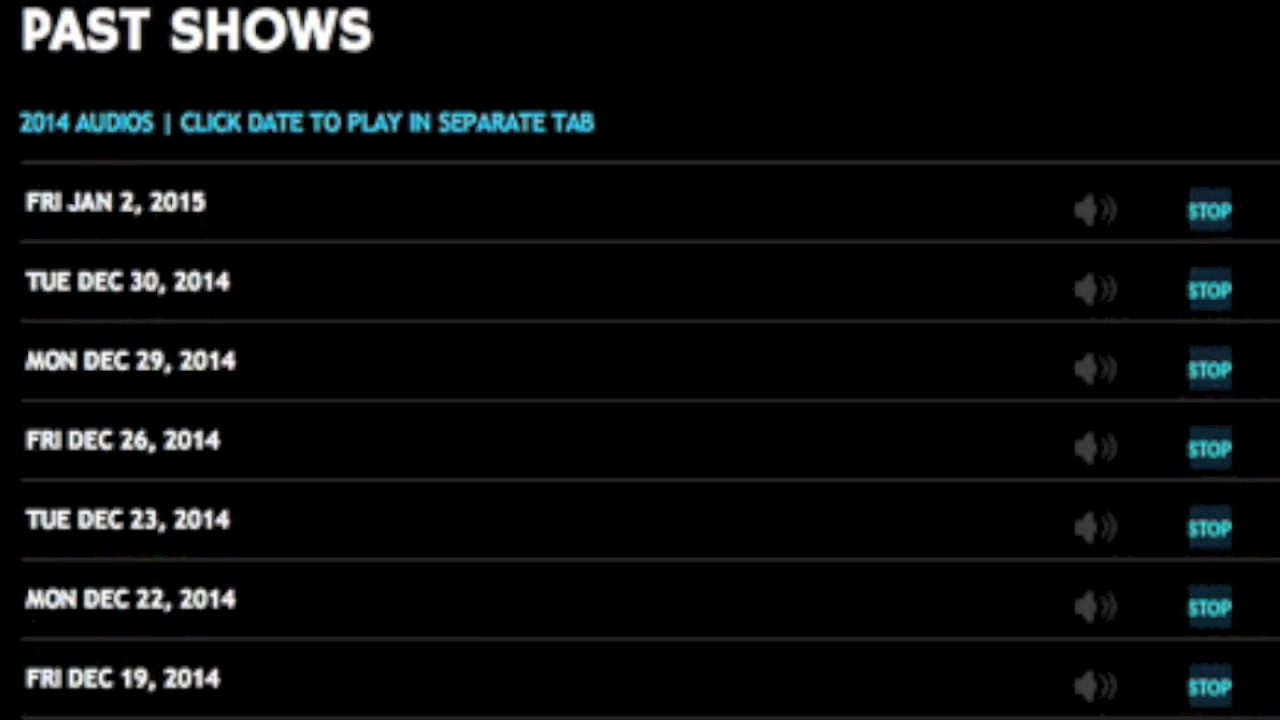 PAST SHOWS
2014 AUDIOS | CLICK DATE TO PLAY IN SEPARATE TAB
FRI JAN 2, 2015 STOP
TUE DEC 30, 2014 STOP
MON DEC 29, 2014 STOP
FRI DEC 26, 2014 STOP
TUE DEC 23, 2014 STOP
MON DEC 22, 2014 STOP
FRI DEC 19, 2014 STOP